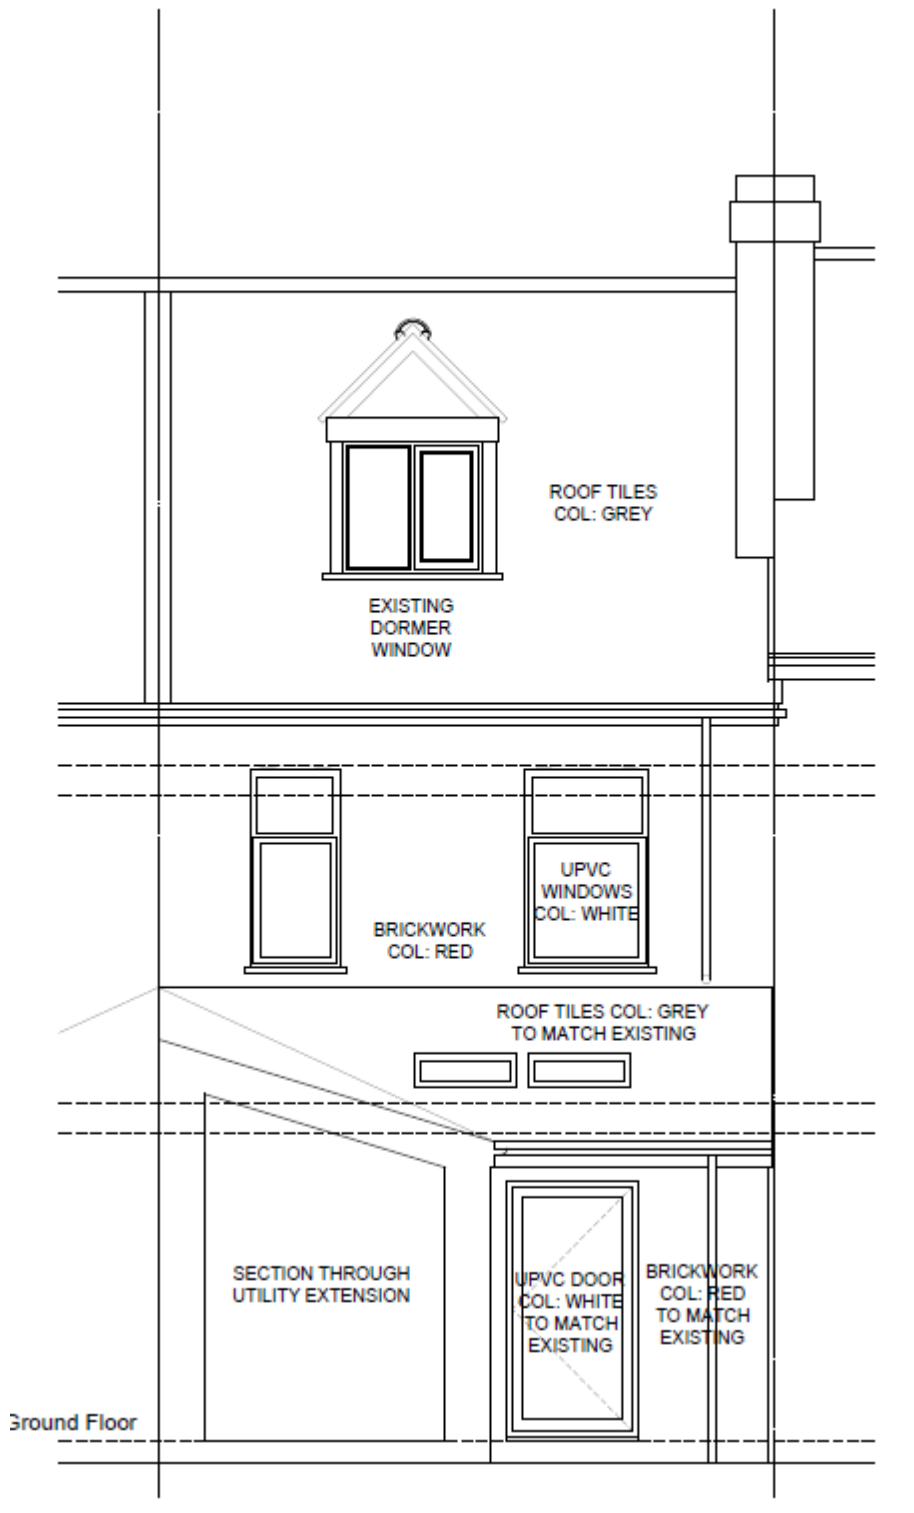 ROOF TILES
COL: GREY
EXISTING
DORMER
WINDOW
UPVC
WINDOWS
COL: WHITE
BRICKWORK
COL: RED
ROOF TILES COL: GREY
TO MATCH EXISTING
SECTION THROUGH
UTILITY EXTENSION
UPVC DOOR
COL: WHITE
TO MATCH
EXISTING
BRICKWORK
COL: RED
TO MATCH
EXISTING
Ground Floor